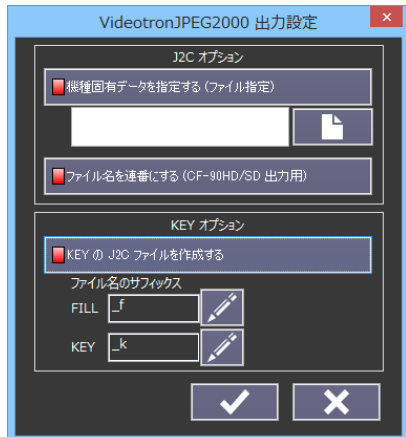 VideotronJPEG2000 出力設定
J2C オプション
機種固有データを指定する (ファイル指定)
ファイル名を連番にする (CF-90HD/SD 出力用)
KEY オプション
KEY の J2C ファイルを作成する
ファイル名のサフィックス
FILL _f
KEY _k